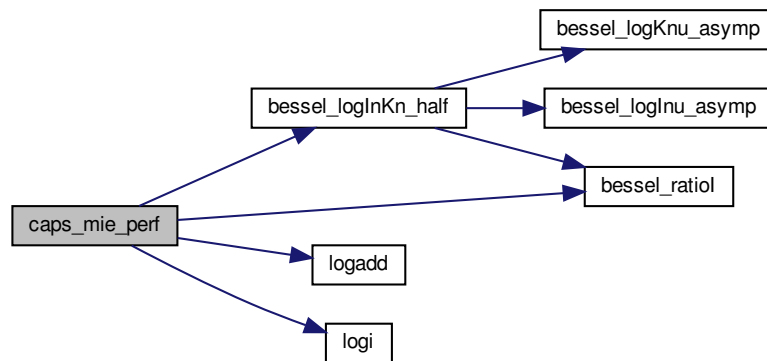 bessel_logKnu_asymp
bessel_logInKn_half
bessel_logInu_asymp
bessel_ratioI
caps_mie_perf
logadd
logi